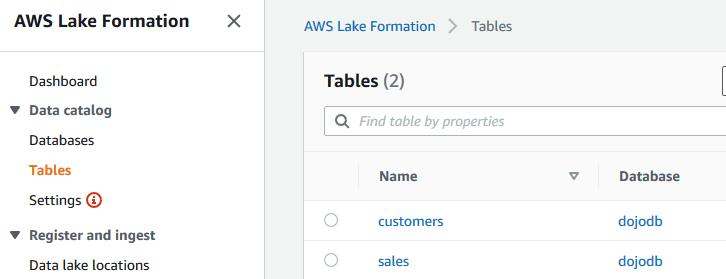 AWS Lake Formation
Dashboard
Data catalog
Databases
Tables
Settings
Register and ingest
Data lake locations
AWS Lake Formation > Tables
Tables (2)
Find table by properties
Name Database
customers dojodb
sales dojodb